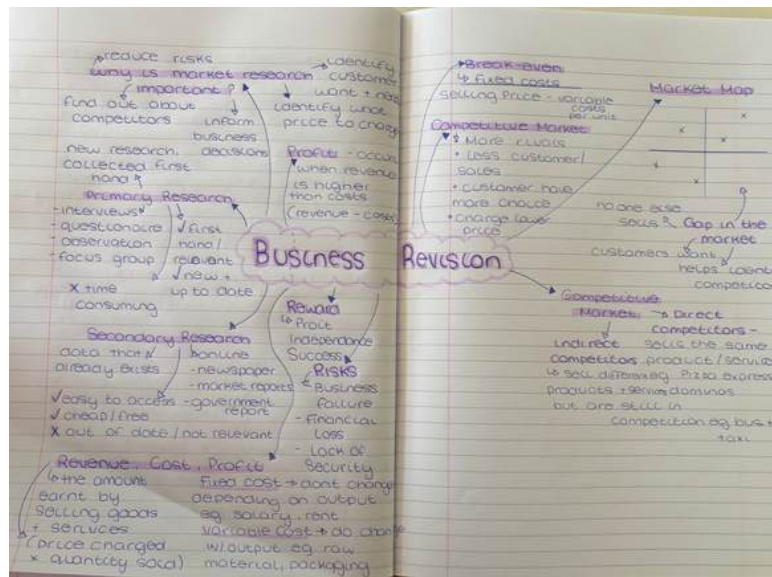 reduce risks
Why is market research
important?
identify
customer
want + needs
find out about
competitors
inform
business
decisions
identify what
price to charge
new research,
collected first
hand
Primary Research
- interviews
- questionaire
- observation
- focus group
✓ first
hand /
relevant
✓ new +
up to date
X time
consuming
Profit - occurs
when revenue
is higher
than costs
(revenue - costs)
Business Revision
Secondary Research
data that
already exists
online
- newspaper
- market reports
- government
report
✓ easy to access
✓ cheap / free
X out of date / not relevant
Reward
↳ Profit
Independance
Success
RISKS
- Business
failure
- Financial
Loss
- Lack of
Security
Revenue, Cost, Profit
↳ the amount
earnt by
selling goods
+ services
(price charged
x quantity sold)
Fixed cost → dont change
depending on output
eg salary, rent
variable cost → do change
w/output eg raw
material, packaging
Break-even
↳ Fixed costs
selling Price - variable
costs
per unit
Competitive Market
↳ • More rivals
• Less customer /
sales
• customer have
more choice
• charge lower
price
Market Map
x
x
x
x
no one else
sells
Gap in the
market
customers want
helps
Competitive
Market
→ Direct
competitors -
sells the same
product / service
eg Pizza express
+ dominos
indirect
competitors
↳ sell different
products + services
but are still in
competition eg bus +
taxi